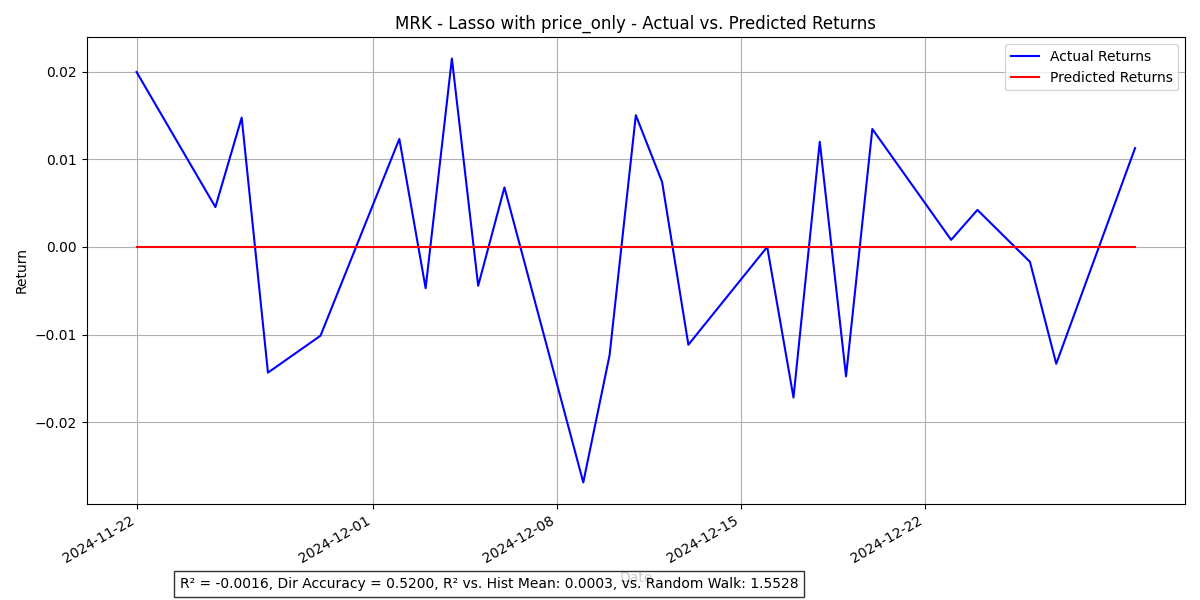 MRK - Lasso with price_only - Actual vs. Predicted Returns
Actual Returns
Predicted Returns
0.02
0.01
0.00
−0.01
−0.02
Return
2024-11-22
2024-12-01
2024-12-08
2024-12-15
2024-12-22
Date
R² = -0.0016, Dir Accuracy = 0.5200, R² vs. Hist Mean: 0.0003, vs. Random Walk: 1.5528